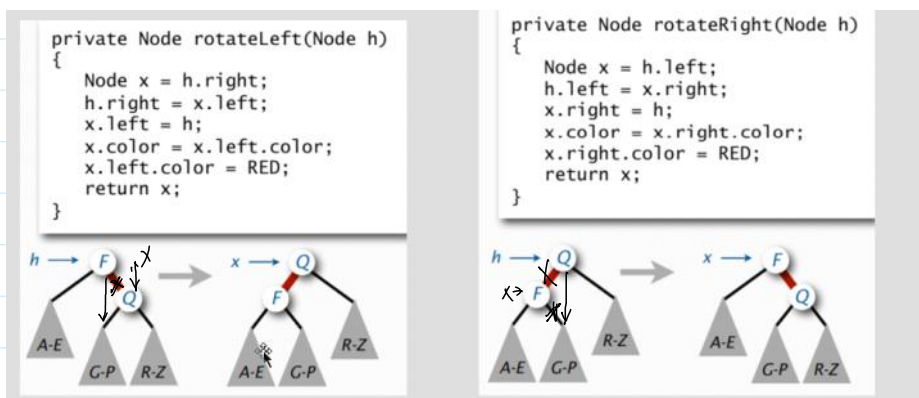 private Node rotateLeft(Node h)
{
Node x = h.right;
h.right = x.left;
x.left = h;
x.color = x.left.color;
x.left.color = RED;
return x;
}
h
F
x
Q
A-E
G-P
R-Z
x
Q
F
R-Z
A-E
G-P
private Node rotateRight(Node h)
{
Node x = h.left;
h.left = x.right;
x.right = h;
x.color = x.right.color;
x.right.color = RED;
return x;
}
h
Q
x
F
R-Z
A-E
G-P
x
F
Q
A-E
G-P
R-Z